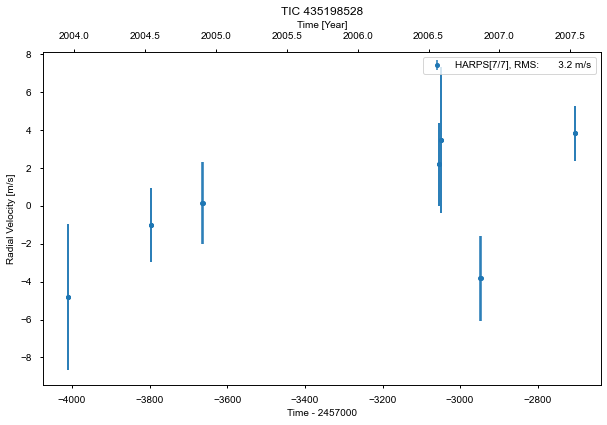 TIC 435198528
Time [Year]
2004.0 2004.5 2005.0 2005.5 2006.0 2006.5 2007.0 2007.5
HARPS[7/7], RMS: 3.2 m/s
8
6
4
2
0
−2
−4
−6
−8
Radial Velocity [m/s]
−4000 −3800 −3600 −3400 −3200 −3000 −2800
Time - 2457000